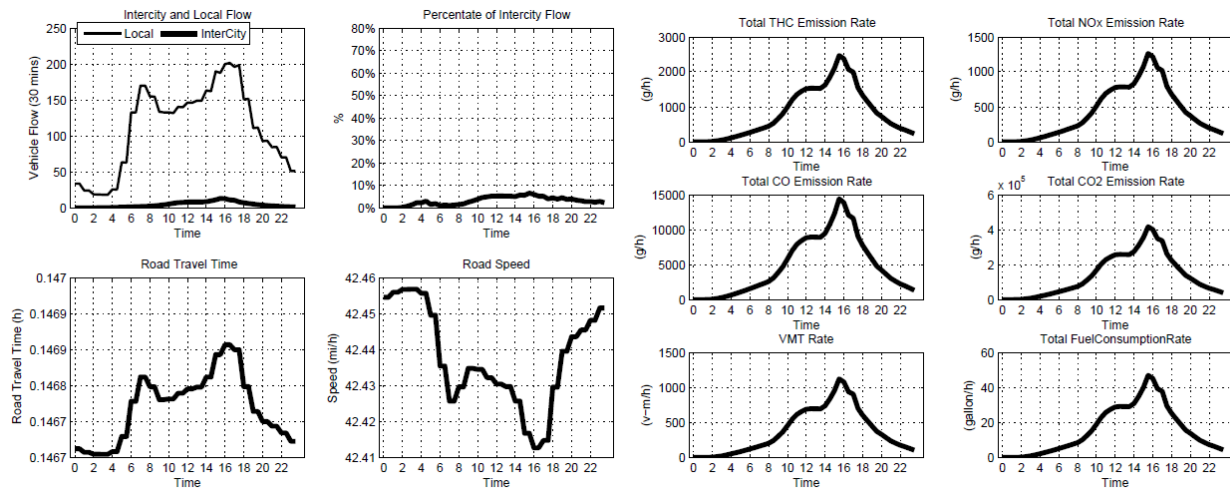 Intercity and Local Flow
Local InterCity
Vehicle Flow (30 mins)
250
200
150
100
50
0
0 2 4 6 8 10 12 14 16 18 20 22
Time
Percentate of Intercity Flow
%
80%
70%
60%
50%
40%
30%
20%
10%
0%
0 2 4 6 8 10 12 14 16 18 20 22
Time
Road Travel Time
Road Travel Time (h)
0.147
0.1469
0.1469
0.1468
0.1467
0.1467
0 2 4 6 8 10 12 14 16 18 20 22
Time
Road Speed
Speed (mi/h)
42.46
42.45
42.44
42.43
42.42
42.41
0 2 4 6 8 10 12 14 16 18 20 22
Time
Total THC Emission Rate
(g/h)
3000
2000
1000
0
0 2 4 6 8 10 12 14 16 18 20 22
Time
Total NOx Emission Rate
(g/h)
1500
1000
500
0
0 2 4 6 8 10 12 14 16 18 20 22
Time
Total CO Emission Rate
(g/h)
15000
10000
5000
0
0 2 4 6 8 10 12 14 16 18 20 22
Time
Total CO2 Emission Rate
x 10^5
(g/h)
6
4
2
0
0 2 4 6 8 10 12 14 16 18 20 22
Time
VMT Rate
(v-m/h)
1500
1000
500
0
0 2 4 6 8 10 12 14 16 18 20 22
Time
Total FuelConsumptionRate
(gallon/h)
60
40
20
0
0 2 4 6 8 10 12 14 16 18 20 22
Time